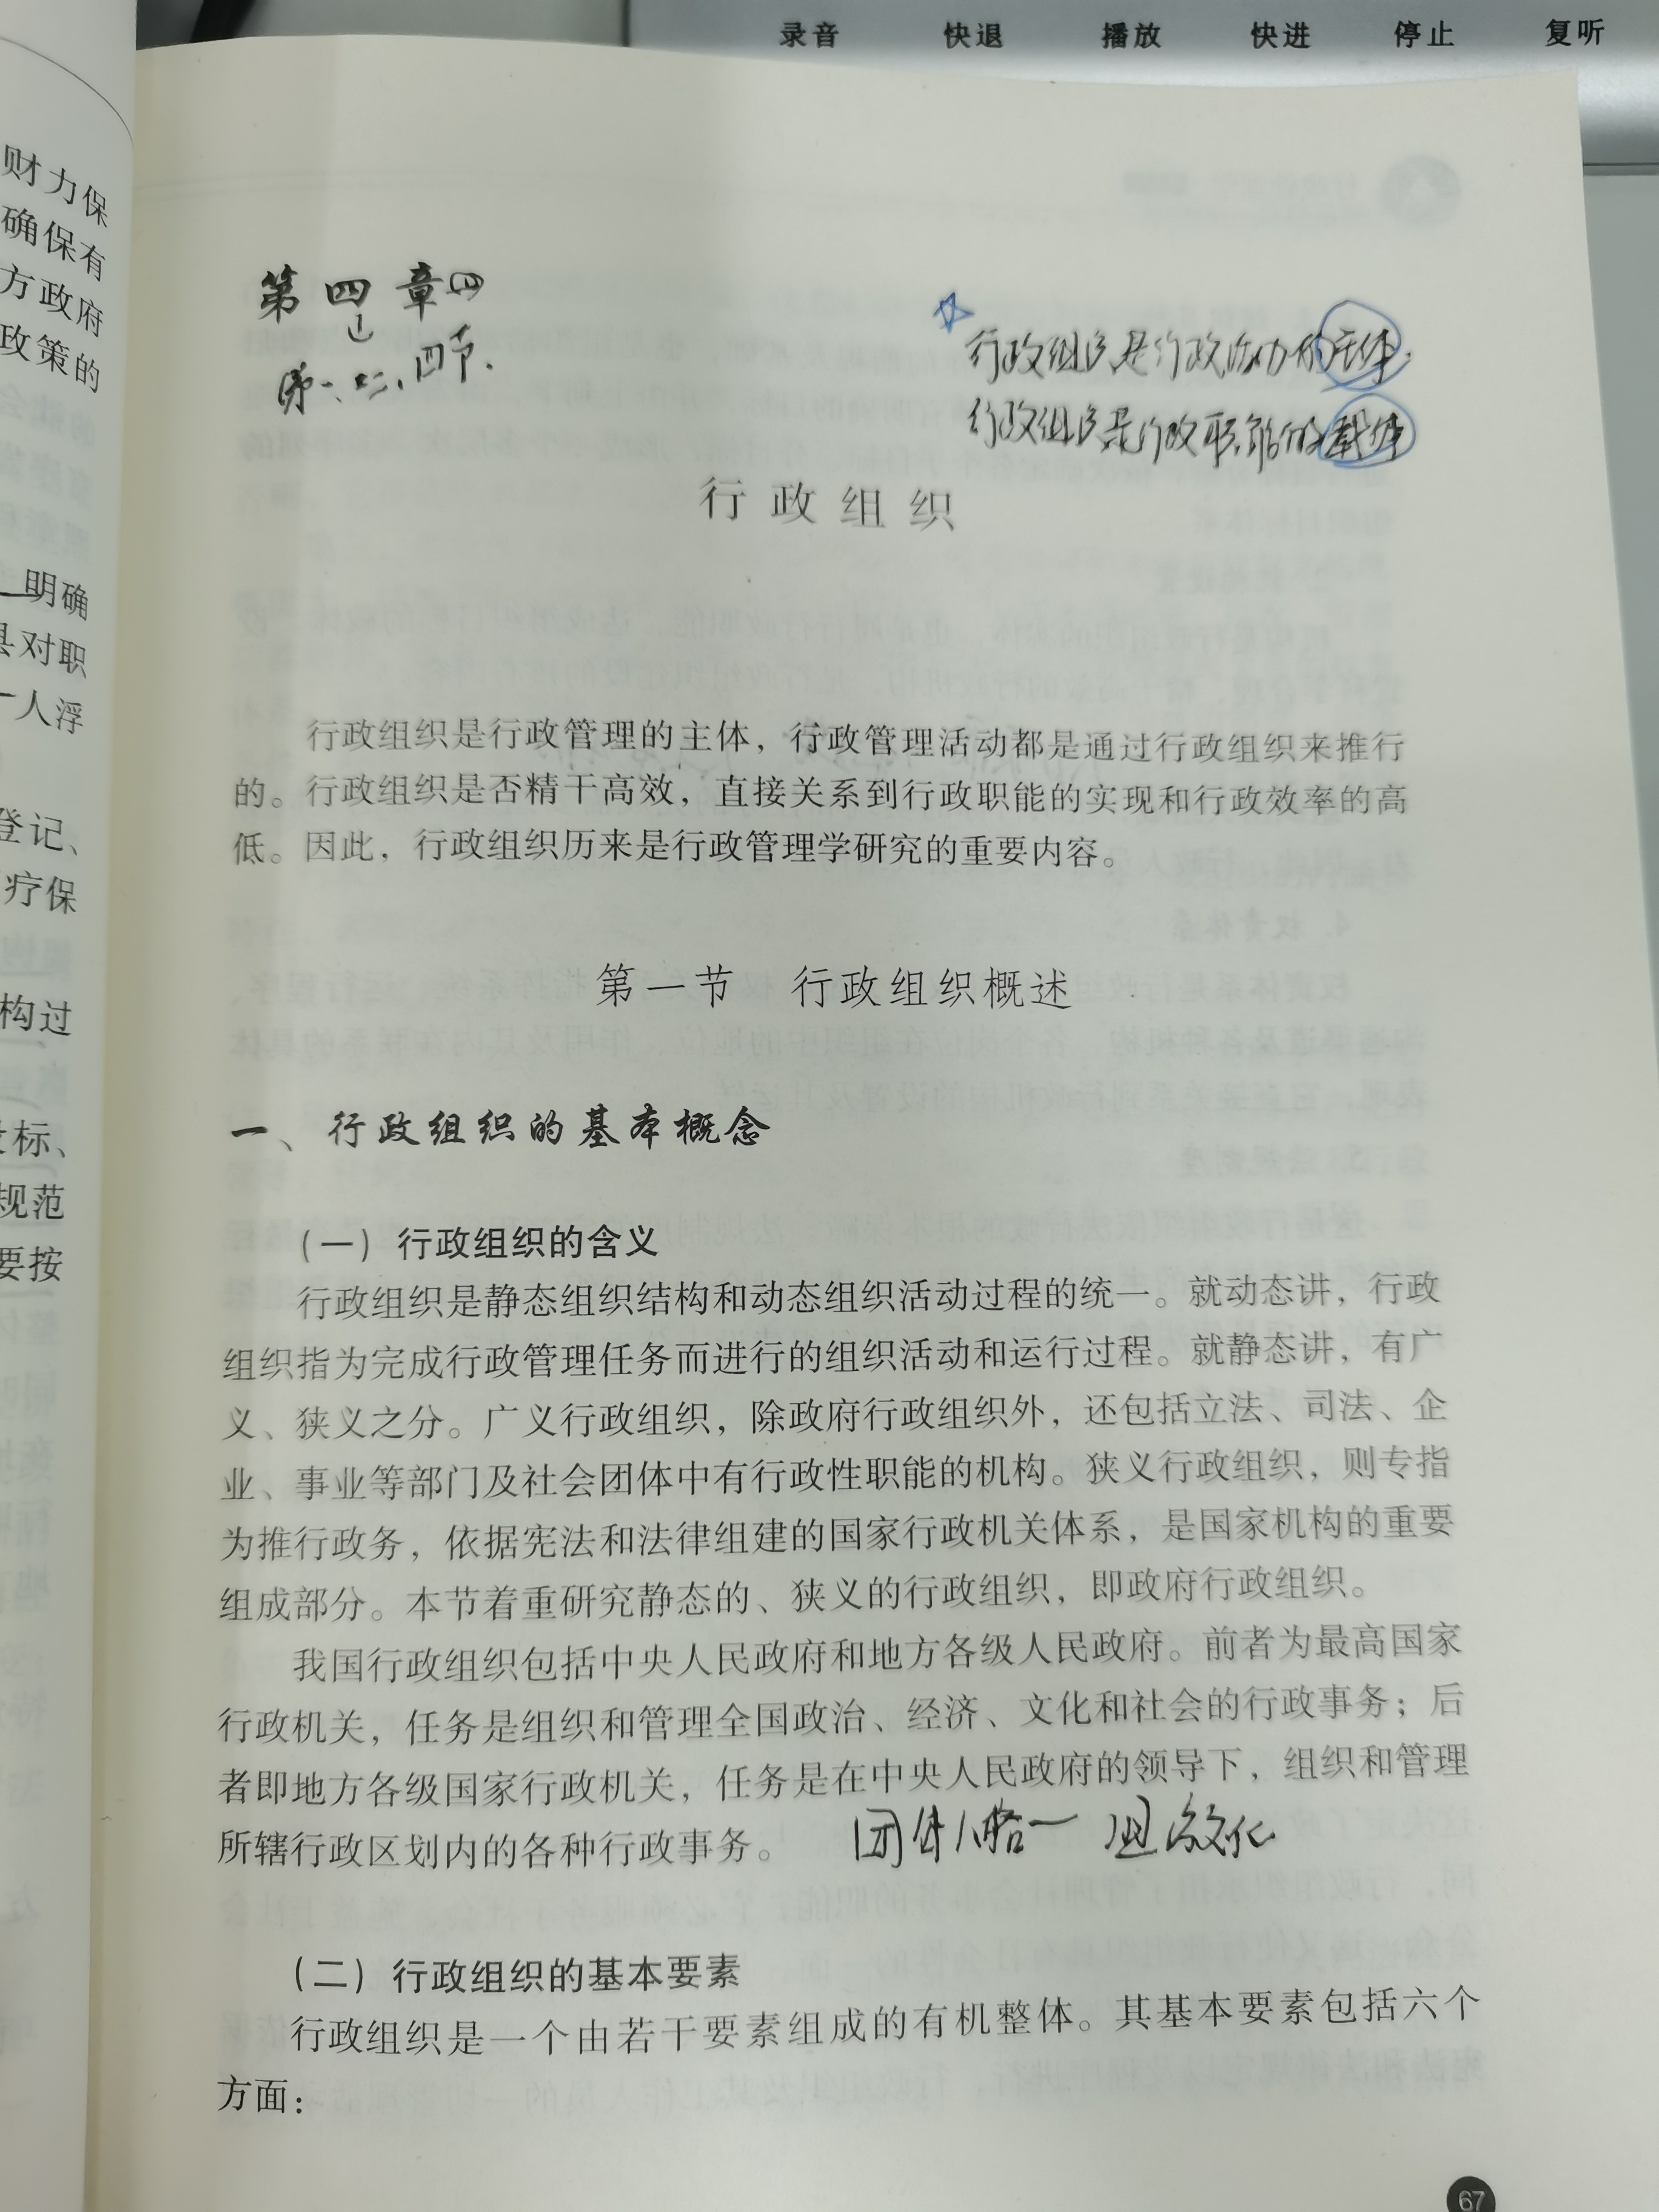 录音 快退 播放 快进 停止 复听
财力保
确保有
方政府
政策的
明确
对职
人浮
登记、
疗保
构过
标、
规范
要按
第四章 四
第一、二、四节.
☆
行政组织是行政活动的主体.
行政组织是行政职能的载体
行政组织
行政组织是行政管理的主体，行政管理活动都是通过行政组织来推行
的。行政组织是否精干高效，直接关系到行政职能的实现和行政效率的高
低。因此，行政组织历来是行政管理学研究的重要内容。
第一节 行政组织概述
一、行政组织的基本概念
（一）行政组织的含义
行政组织是静态组织结构和动态组织活动过程的统一。就动态讲，行政
组织指为完成行政管理任务而进行的组织活动和运行过程。就静态讲，有广
义、狭义之分。广义行政组织，除政府行政组织外，还包括立法、司法、企
业、事业等部门及社会团体中有行政性职能的机构。狭义行政组织，则专指
为推行政务，依据宪法和法律组建的国家行政机关体系，是国家机构的重要
组成部分。本节着重研究静态的、狭义的行政组织，即政府行政组织。
我国行政组织包括中央人民政府和地方各级人民政府。前者为最高国家
行政机关，任务是组织和管理全国政治、经济、文化和社会的行政事务；后
者即地方各级国家行政机关，任务是在中央人民政府的领导下，组织和管理
所辖行政区划内的各种行政事务。
团体人格一 组织文化
（二）行政组织的基本要素
行政组织是一个由若干要素组成的有机整体。其基本要素包括六个
方面：
67